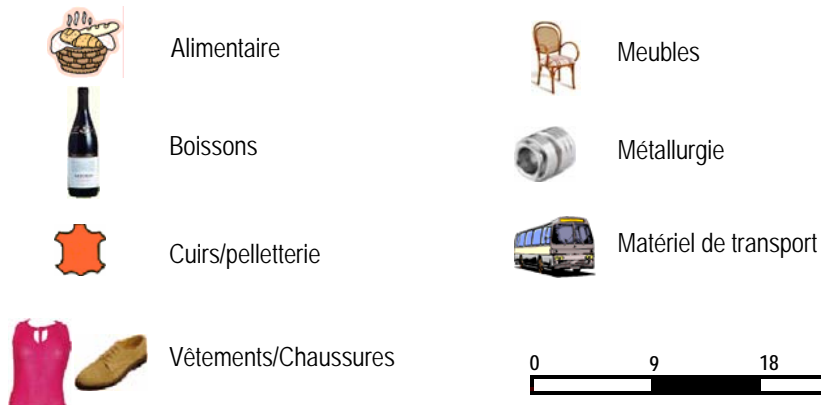 Alimentaire
Boissons
Cuirs/pelletterie
Vêtements/Chaussures
Meubles
Métallurgie
Matériel de transport
0 9 18